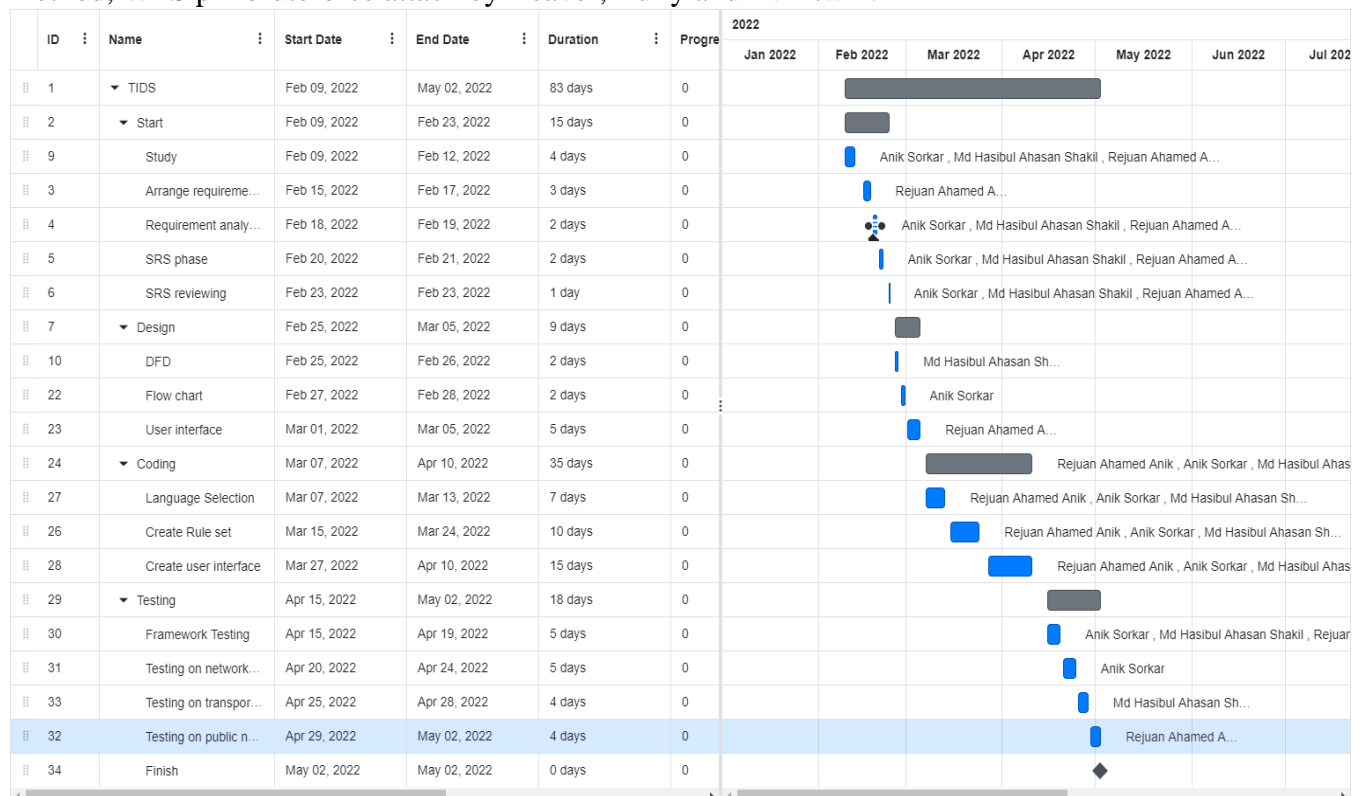 2022
ID Name Start Date End Date Duration Progre
Jan 2022 Feb 2022 Mar 2022 Apr 2022 May 2022 Jun 2022 Jul 202
1 TIDS Feb 09, 2022 May 02, 2022 83 days 0
2 Start Feb 09, 2022 Feb 23, 2022 15 days 0
9 Study Feb 09, 2022 Feb 12, 2022 4 days 0 Anik Sorkar , Md Hasibul Ahasan Shakil , Rejuan Ahamed A...
3 Arrange requireme... Feb 15, 2022 Feb 17, 2022 3 days 0 Rejuan Ahamed A...
4 Requirement analy... Feb 18, 2022 Feb 19, 2022 2 days 0 Anik Sorkar , Md Hasibul Ahasan Shakil , Rejuan Ahamed A...
5 SRS phase Feb 20, 2022 Feb 21, 2022 2 days 0 Anik Sorkar , Md Hasibul Ahasan Shakil , Rejuan Ahamed A...
6 SRS reviewing Feb 23, 2022 Feb 23, 2022 1 day 0 Anik Sorkar , Md Hasibul Ahasan Shakil , Rejuan Ahamed A...
7 Design Feb 25, 2022 Mar 05, 2022 9 days 0
10 DFD Feb 25, 2022 Feb 26, 2022 2 days 0 Md Hasibul Ahasan Sh...
22 Flow chart Feb 27, 2022 Feb 28, 2022 2 days 0 Anik Sorkar
23 User interface Mar 01, 2022 Mar 05, 2022 5 days 0 Rejuan Ahamed A...
24 Coding Mar 07, 2022 Apr 10, 2022 35 days 0 Rejuan Ahamed Anik , Anik Sorkar , Md Hasibul Ahas
27 Language Selection Mar 07, 2022 Mar 13, 2022 7 days 0 Rejuan Ahamed Anik , Anik Sorkar , Md Hasibul Ahasan Sh...
26 Create Rule set Mar 15, 2022 Mar 24, 2022 10 days 0 Rejuan Ahamed Anik , Anik Sorkar , Md Hasibul Ahasan Sh...
28 Create user interface Mar 27, 2022 Apr 10, 2022 15 days 0 Rejuan Ahamed Anik , Anik Sorkar , Md Hasibul Ahas
29 Testing Apr 15, 2022 May 02, 2022 18 days 0
30 Framework Testing Apr 15, 2022 Apr 19, 2022 5 days 0 Anik Sorkar , Md Hasibul Ahasan Shakil , Rejuar
31 Testing on network... Apr 20, 2022 Apr 24, 2022 5 days 0 Anik Sorkar
33 Testing on transpor... Apr 25, 2022 Apr 28, 2022 4 days 0 Md Hasibul Ahasan Sh...
32 Testing on public n... Apr 29, 2022 May 02, 2022 4 days 0 Rejuan Ahamed A...
34 Finish May 02, 2022 May 02, 2022 0 days 0